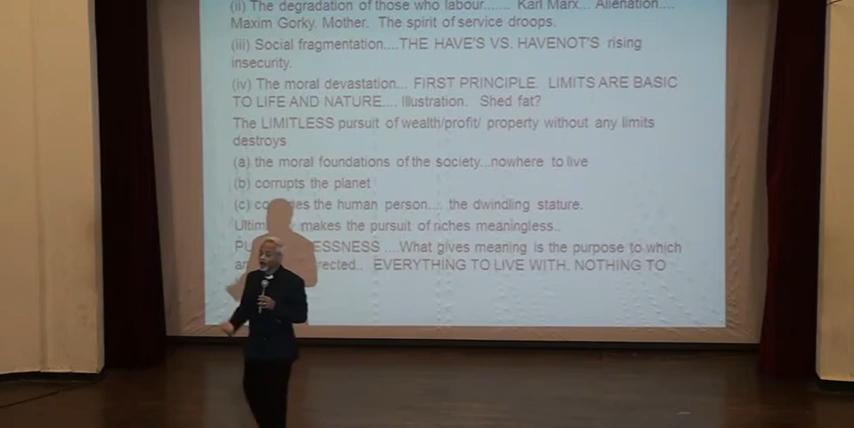 (ii) The degradation of those who labour....... Karl Marx... Alienation....
Maxim Gorky. Mother. The spirit of service droops.
(iii) Social fragmentation....THE HAVE'S VS. HAVENOT'S rising
insecurity.
(iv) The moral devastation... FIRST PRINCIPLE. LIMITS ARE BASIC
TO LIFE AND NATURE.... Illustration. Shed fat?
The LIMITLESS pursuit of wealth/profit/ property without any limits
destroys
(a) the moral foundations of the society...nowhere to live
(b) corrupts the planet
(c) the human person.... the dwindling stature.
makes the pursuit of riches meaningless..
....What gives meaning is the purpose to which
EVERYTHING TO LIVE WITH. NOTHING TO